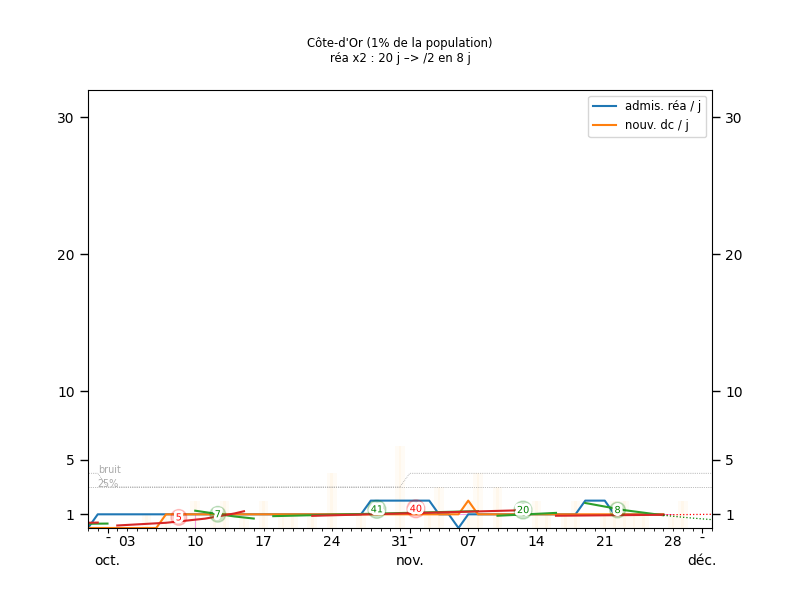 Côte-d'Or (1% de la population)
réa x2 : 20 j –> /2 en 8 j
admis. réa / j
nouv. dc / j
30 30
20 20
10 10
5 5
1 1
bruit
25%
5 7 41 40 20 8
03 10 17 24 31 07 14 21 28
oct. nov. déc.